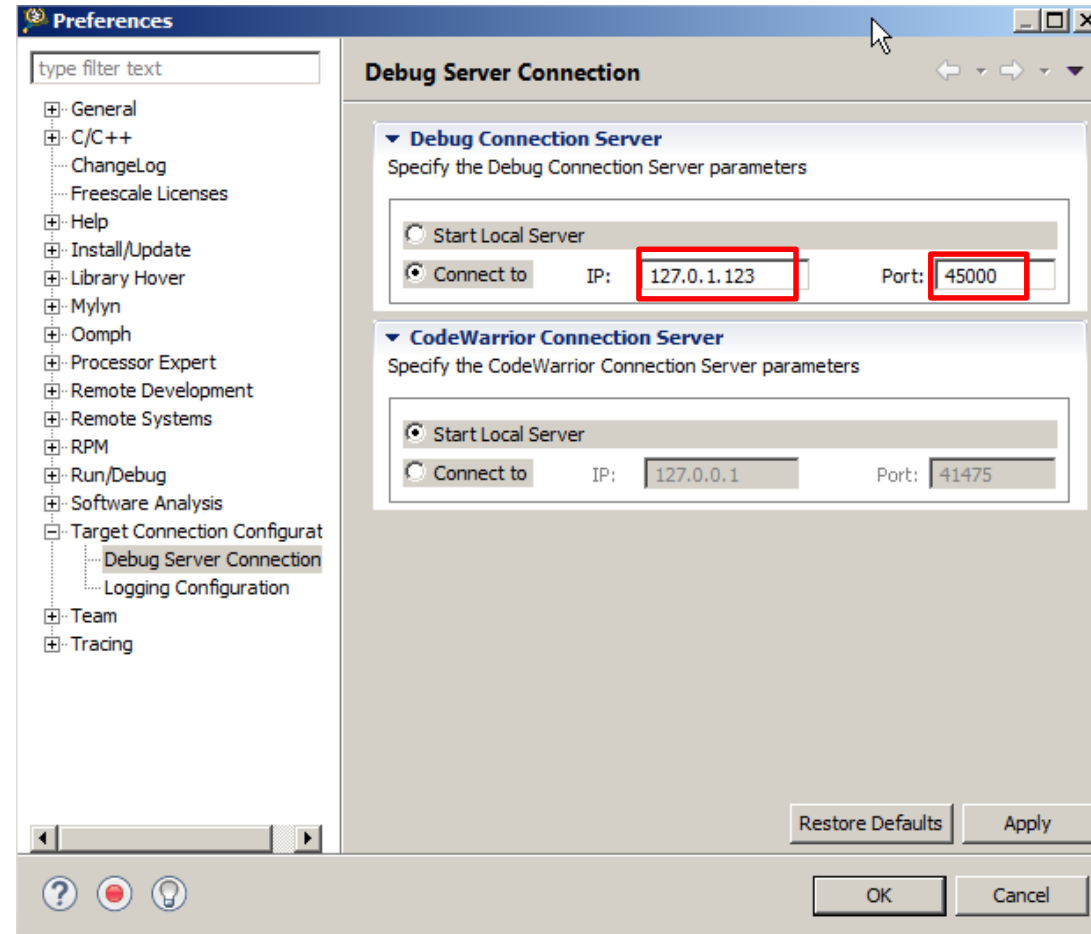 Preferences
type filter text
General
C/C++
ChangeLog
Freescale Licenses
Help
Install/Update
Library Hover
Mylyn
Oomph
Processor Expert
Remote Development
Remote Systems
RPM
Run/Debug
Software Analysis
Target Connection Configurat
Debug Server Connection
Logging Configuration
Team
Tracing
Debug Server Connection
Debug Connection Server
Specify the Debug Connection Server parameters
Start Local Server
Connect to IP: 127.0.1.123 Port: 45000
CodeWarrior Connection Server
Specify the CodeWarrior Connection Server parameters
Start Local Server
Connect to IP: 127.0.0.1 Port: 41475
Restore Defaults Apply
? OK Cancel